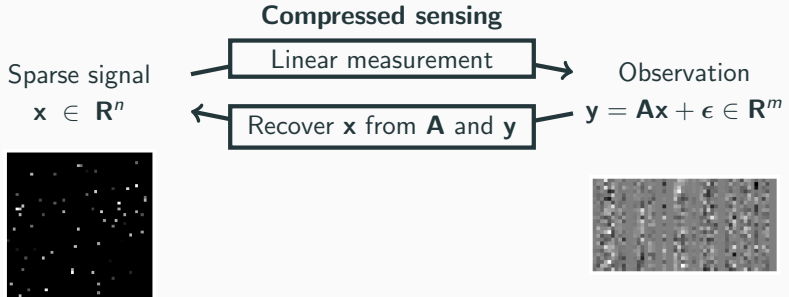 Compressed sensing
Linear measurement
Sparse signal
x ∈ Rⁿ
Observation
y = Ax + ϵ ∈ Rᵐ
Recover x from A and y